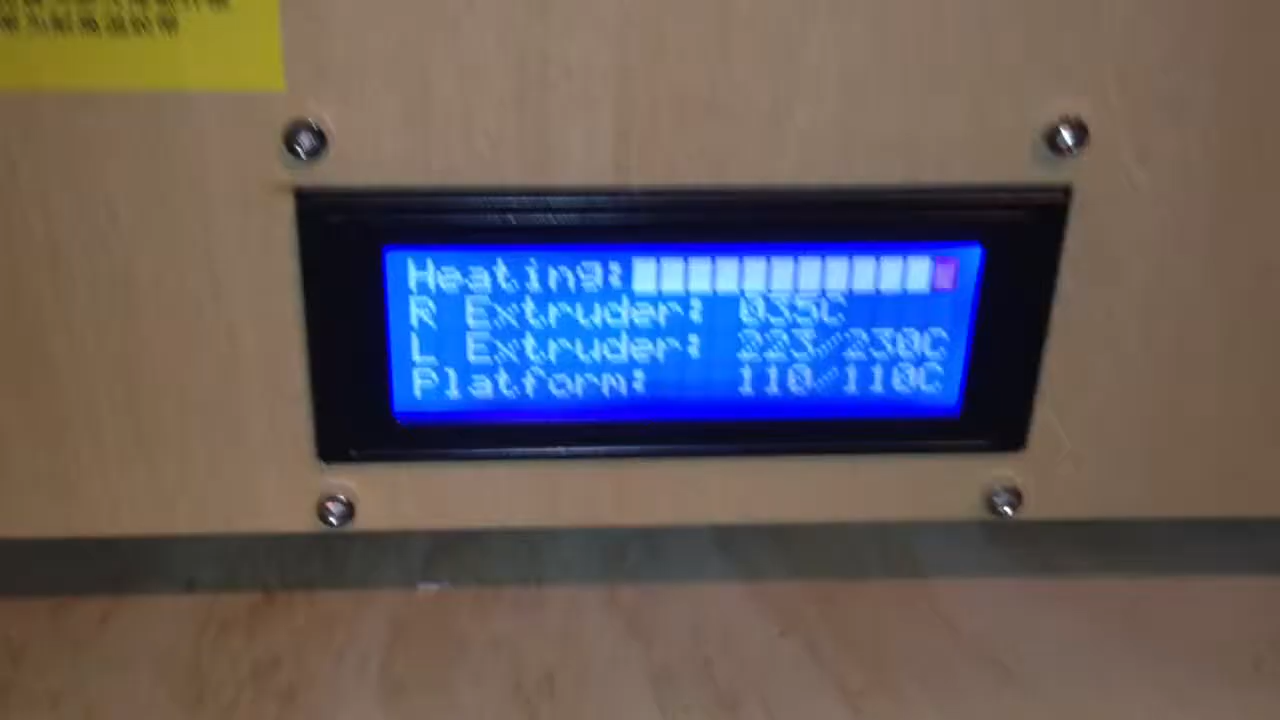 Heating:
R Extruder: 035C
L Extruder: 223/230C
Platform: 110/110C